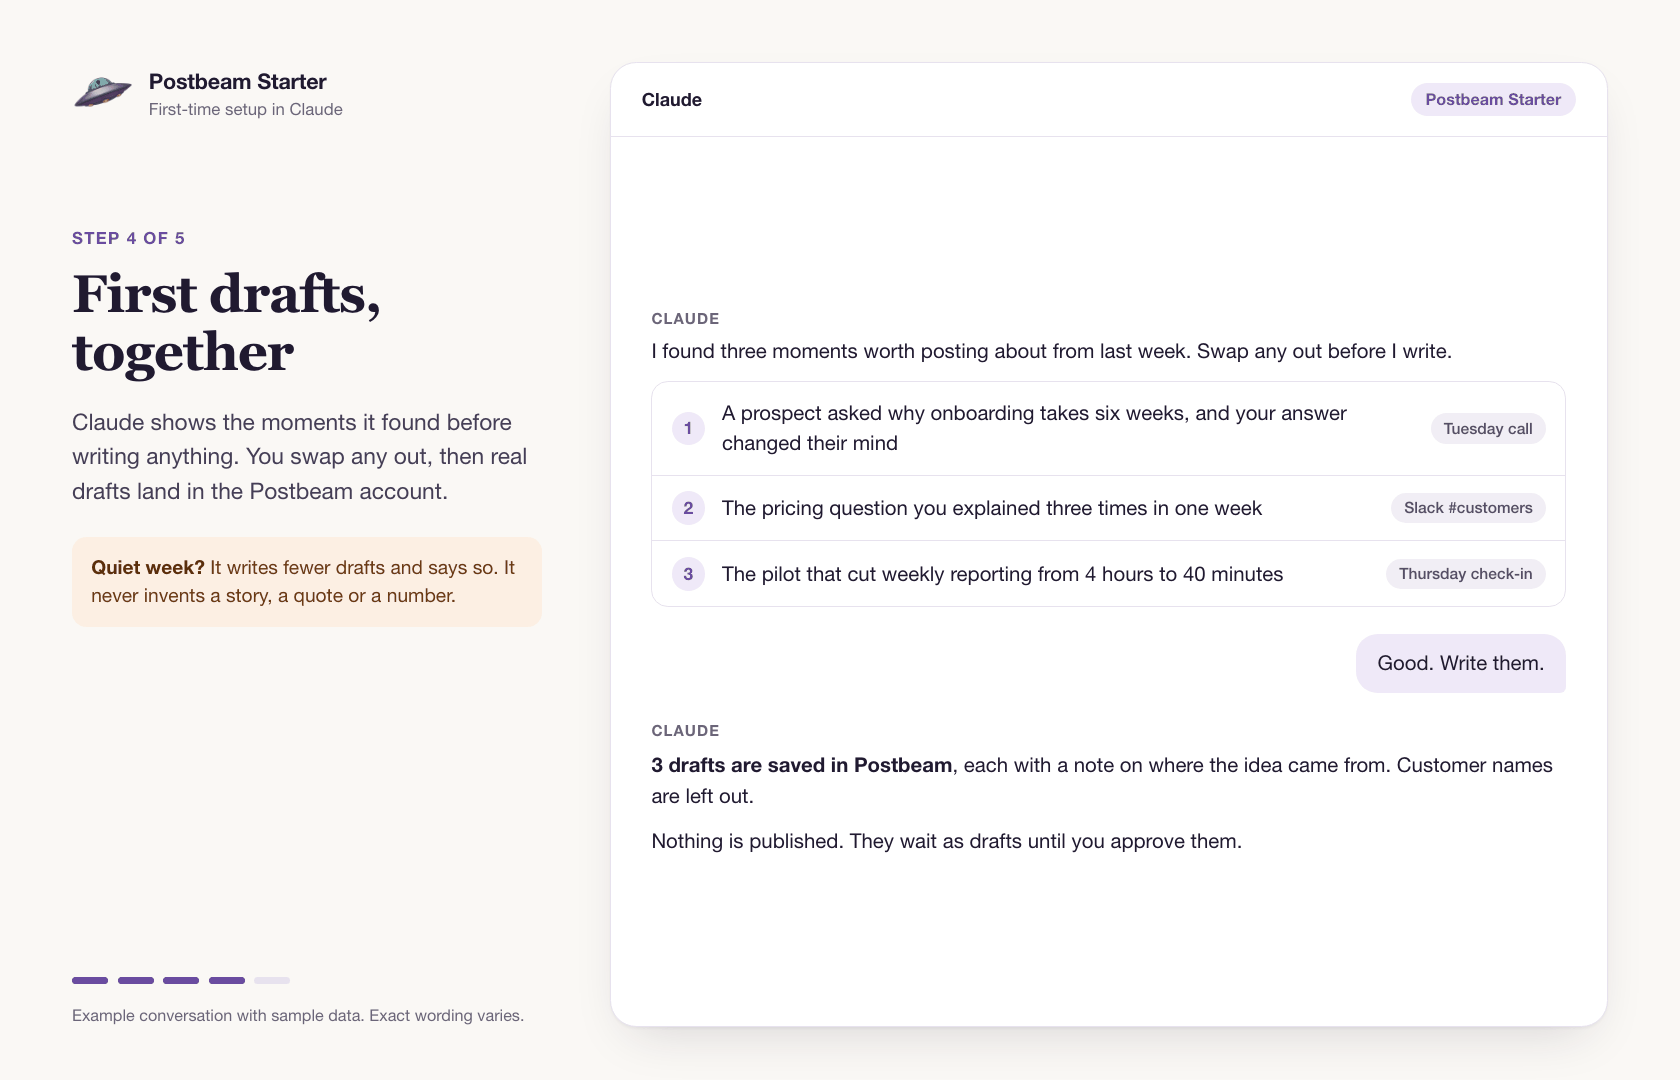 Postbeam Starter
First-time setup in Claude
STEP 4 OF 5
First drafts,
together
Claude shows the moments it found before
writing anything. You swap any out, then real
drafts land in the Postbeam account.
Quiet week? It writes fewer drafts and says so. It
never invents a story, a quote or a number.
Example conversation with sample data. Exact wording varies.
Claude
Postbeam Starter
CLAUDE
I found three moments worth posting about from last week. Swap any out before I write.
1
A prospect asked why onboarding takes six weeks, and your answer
changed their mind
Tuesday call
2
The pricing question you explained three times in one week
Slack #customers
3
The pilot that cut weekly reporting from 4 hours to 40 minutes
Thursday check-in
Good. Write them.
CLAUDE
3 drafts are saved in Postbeam, each with a note on where the idea came from. Customer names
are left out.
Nothing is published. They wait as drafts until you approve them.